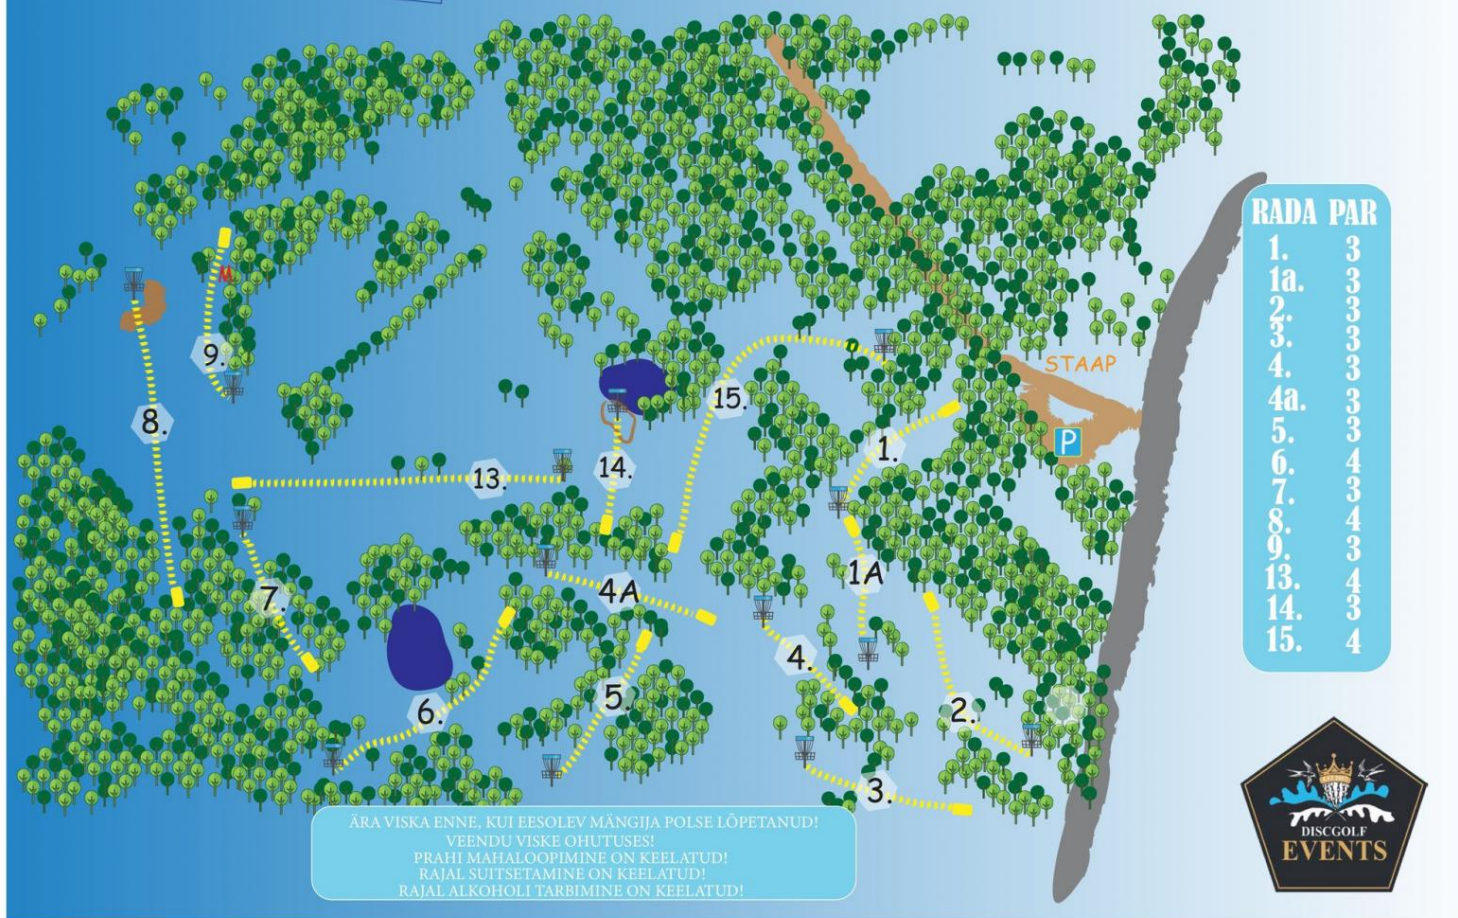 RADA PAR
1. 3
1a. 3
2. 3
3. 3
4. 3
4a. 3
5. 3
6. 4
7. 3
8. 4
9. 3
13. 4
14. 3
15. 4
STAAP
P
9.
15.
8.
1.
13.
14.
1A
4A
7.
4.
5.
6.
2.
3.
ÄRA VISKA ENNE, KUI EESOLEV MÄNGIJA POLSE LÕPETANUD!
VEENDU VISKE OHUTUSES!
PRAHI MAHALOOPIMINE ON KEELATUD!
RAJAL SUITSETAMINE ON KEELATUD!
RAJAL ALKOHOLI TARBIMINE ON KEELATUD!
DISCGOLF
EVENTS